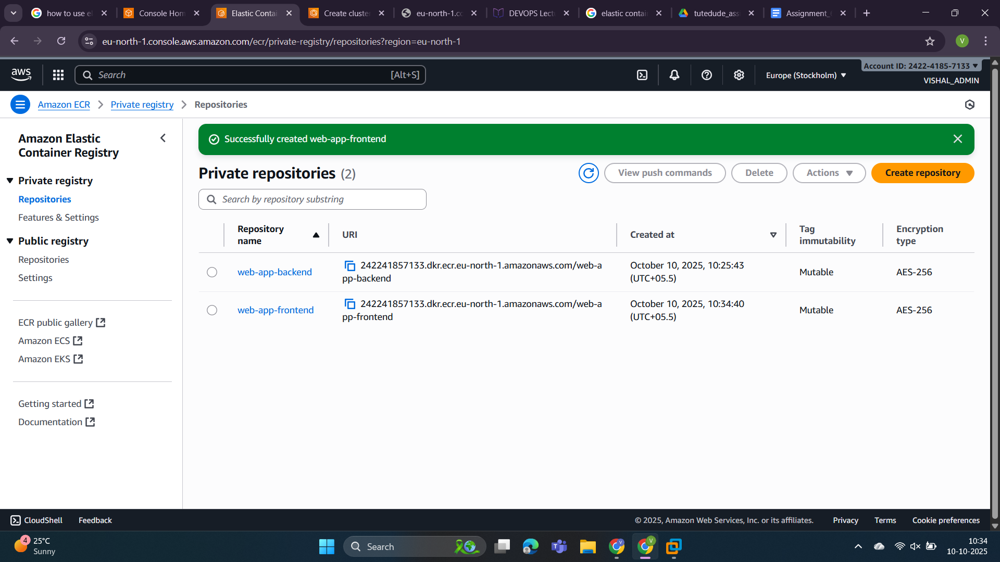 how to use el
Console Hom
Elastic Contai
Create cluster
eu-north-1.co
DEVOPS Lect
elastic contai
tutedude_ass
Assignment_
eu-north-1.console.aws.amazon.com/ecr/private-registry/repositories?region=eu-north-1
V
aws
Search
[Alt+S]
Europe (Stockholm)
Account ID: 2422-4185-7133
VISHAL_ADMIN
Amazon ECR
Private registry
Repositories
Amazon Elastic
Container Registry
Private registry
Repositories
Features & Settings
Public registry
Repositories
Settings
ECR public gallery
Amazon ECS
Amazon EKS
Getting started
Documentation
Successfully created web-app-frontend
Private repositories (2)
View push commands
Delete
Actions
Create repository
Search by repository substring
Repository
name
URI
Created at
Tag
immutability
Encryption
type
web-app-backend
242241857133.dkr.ecr.eu-north-1.amazonaws.com/web-a
pp-backend
October 10, 2025, 10:25:43
(UTC+05.5)
Mutable
AES-256
web-app-frontend
242241857133.dkr.ecr.eu-north-1.amazonaws.com/web-a
pp-frontend
October 10, 2025, 10:34:40
(UTC+05.5)
Mutable
AES-256
CloudShell
Feedback
© 2025, Amazon Web Services, Inc. or its affiliates.
Privacy
Terms
Cookie preferences
4
25°C
Sunny
Search
T
V
V
10:34
10-10-2025